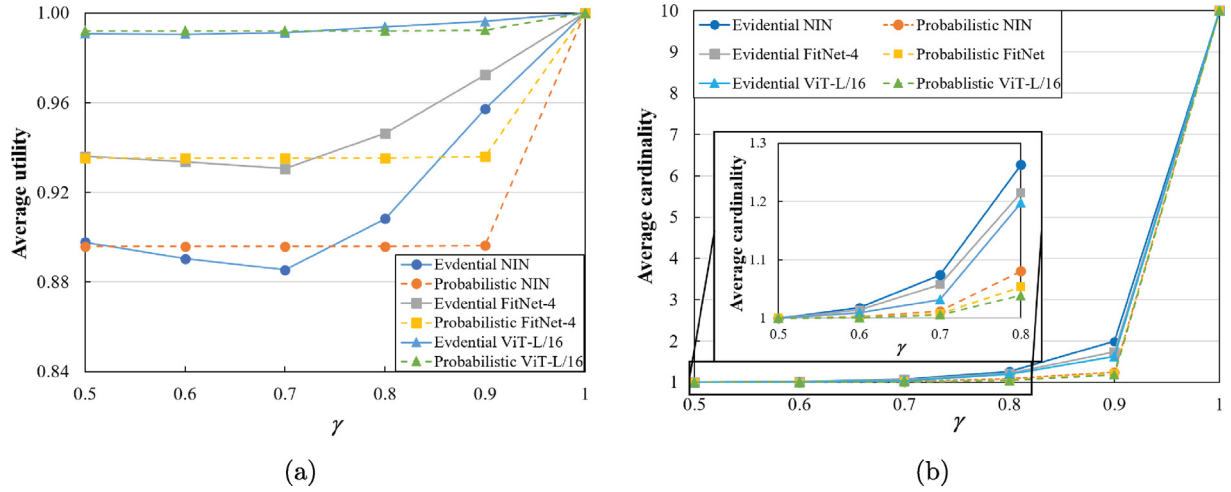 (a)
Average utility
1.00
0.96
0.92
0.88
0.84
0.5 0.6 0.7 0.8 0.9 1
γ
Evdential NIN
Probabilistic NIN
Evdential FitNet-4
Probabilistic FitNet-4
Evdential ViT-L/16
Probabilistic ViT-L/16
(a)
(b)
Average cardinality
10
9
8
7
6
5
4
3
2
1
0.5 0.6 0.7 0.8 0.9 1
γ
Evidential NIN
Probabilistic NIN
Evidential FitNet-4
Probabilistic FitNet
Evidential ViT-L/16
Probablistic ViT-L/16
Average cardinality
1.3
1.2
1.1
1
0.5 0.6 0.7 0.8
γ
(b)